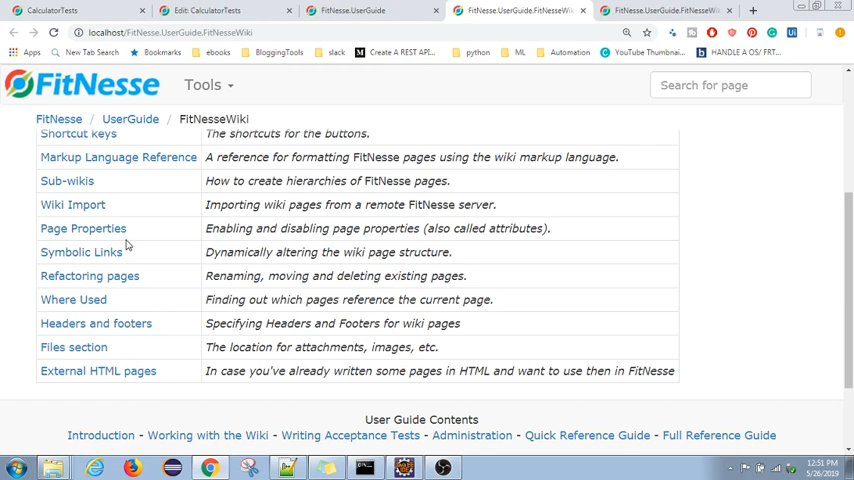 CalculatorTests
Edit: CalculatorTests
FitNesse.UserGuide
FitNesse.UserGuide.FitNesseWi
FitNesse.UserGuide.FitNesseWi
localhost/FitNesse.UserGuide.FitNesseWiki
Apps
New Tab Search
Bookmarks
ebooks
BloggingTools
slack
Create A REST API...
python
ML
Automation
YouTube Thumbnai...
HANDLE A OS/ FRT...
FitNesse
Tools
Search for page
FitNesse / UserGuide / FitNesseWiki
Shortcut keys The shortcuts for the buttons.
Markup Language Reference A reference for formatting FitNesse pages using the wiki markup language.
Sub-wikis How to create hierarchies of FitNesse pages.
Wiki Import Importing wiki pages from a remote FitNesse server.
Page Properties Enabling and disabling page properties (also called attributes).
Symbolic Links Dynamically altering the wiki page structure.
Refactoring pages Renaming, moving and deleting existing pages.
Where Used Finding out which pages reference the current page.
Headers and footers Specifying Headers and Footers for wiki pages
Files section The location for attachments, images, etc.
External HTML pages In case you've already written some pages in HTML and want to use then in FitNesse
User Guide Contents
Introduction - Working with the Wiki - Writing Acceptance Tests - Administration - Quick Reference Guide - Full Reference Guide
12:51 PM
5/26/2019